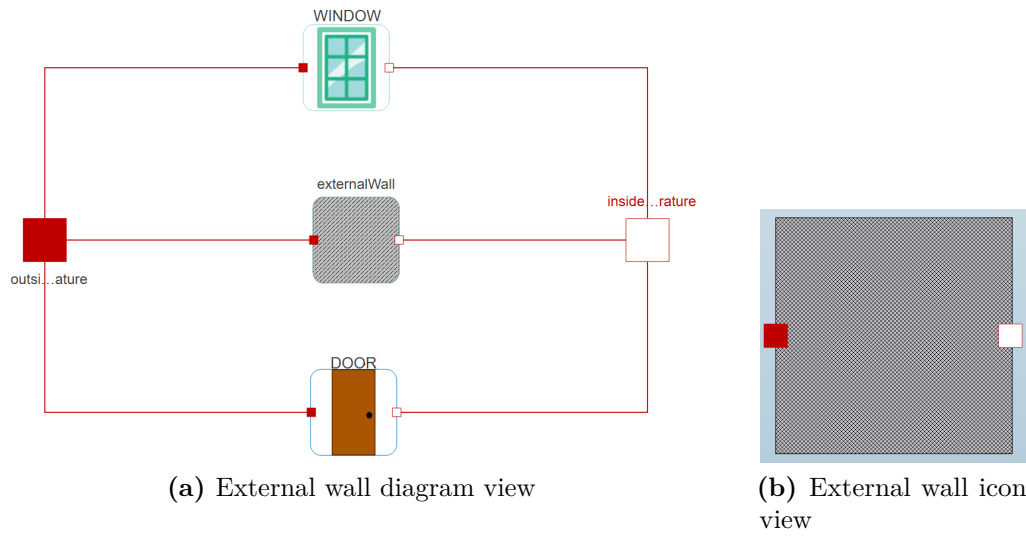 WINDOW
externalWall
inside...rature
outsi...ature
DOOR
(a) External wall diagram view
(b) External wall icon
view